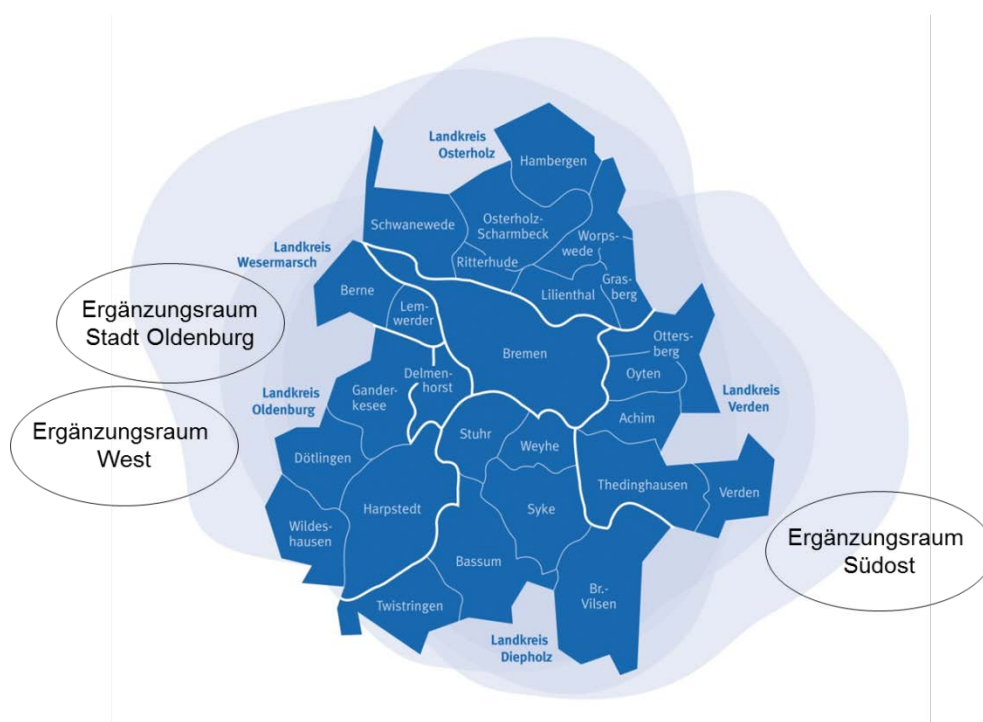 Landkreis
Osterholz
Hambergen
Schwanewede
Osterholz-
Scharmbeck
Worps-
wede
Landkreis
Wesermarsch
Ritterhude
Gras-
berg
Berne
Lilienthal
Lem-
werder
Ergänzungsraum
Stadt Oldenburg
Otters-
berg
Bremen
Oyten
Delmen-
horst
Landkreis
Oldenburg
Gander-
kesee
Landkreis
Verden
Achim
Ergänzungsraum
West
Stuhr
Weyhe
Dötlingen
Thedinghausen
Verden
Harpstedt
Syke
Wildes-
hausen
Ergänzungsraum
Südost
Bassum
Br.-
Vilsen
Twistringen
Landkreis
Diepholz